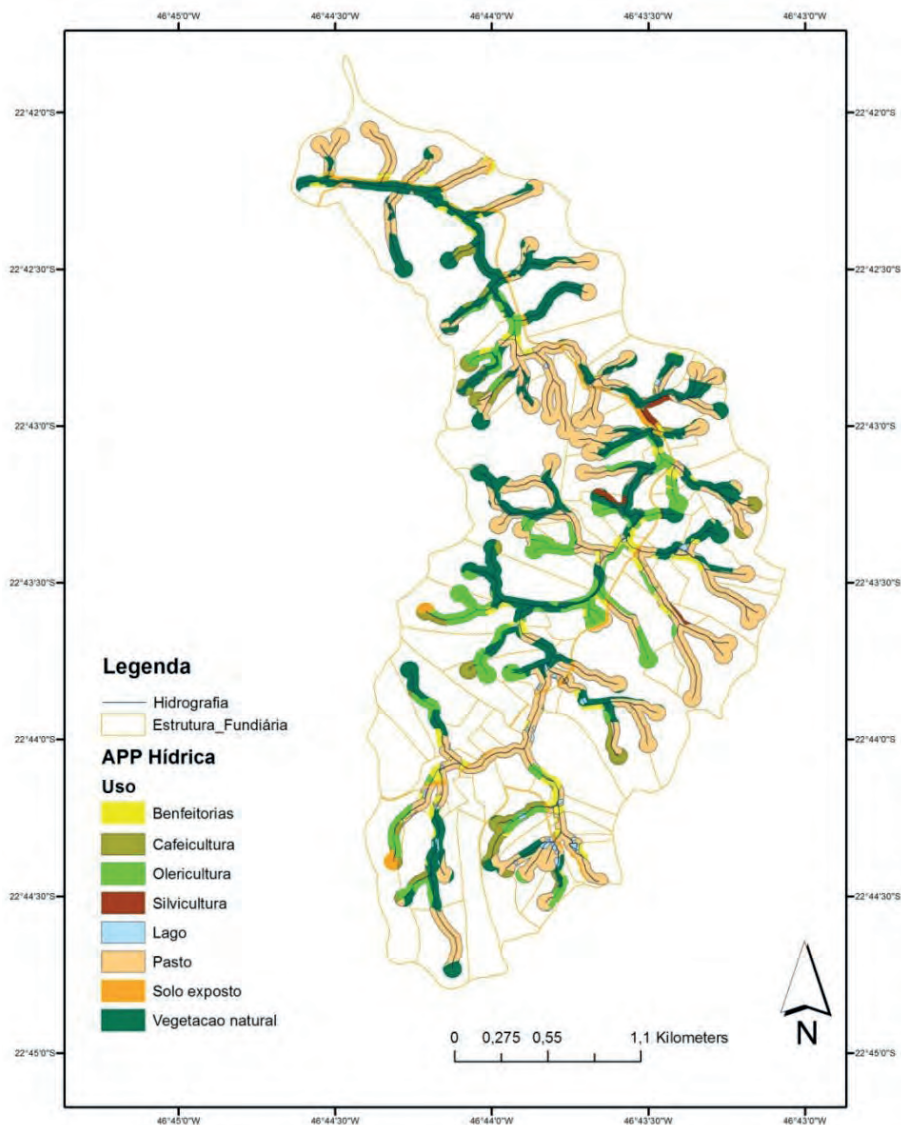 46°45'0"W 46°44'30"W 46°44'0"W 46°43'30"W 46°43'0"W
22°42'0"S 22°42'0"S
22°42'30"S 22°42'30"S
22°43'0"S 22°43'0"S
22°43'30"S 22°43'30"S
22°44'0"S 22°44'0"S
22°44'30"S 22°44'30"S
22°45'0"S 22°45'0"S
Legenda
Hidrografia
Estrutura_Fundiária
APP Hídrica
Uso
Benfeitorias
Cafeicultura
Olericultura
Silvicultura
Lago
Pasto
Solo exposto
Vegetacao natural
0 0,275 0,55 1,1 Kilometers
N
46°45'0"W 46°44'30"W 46°44'0"W 46°43'30"W 46°43'0"W